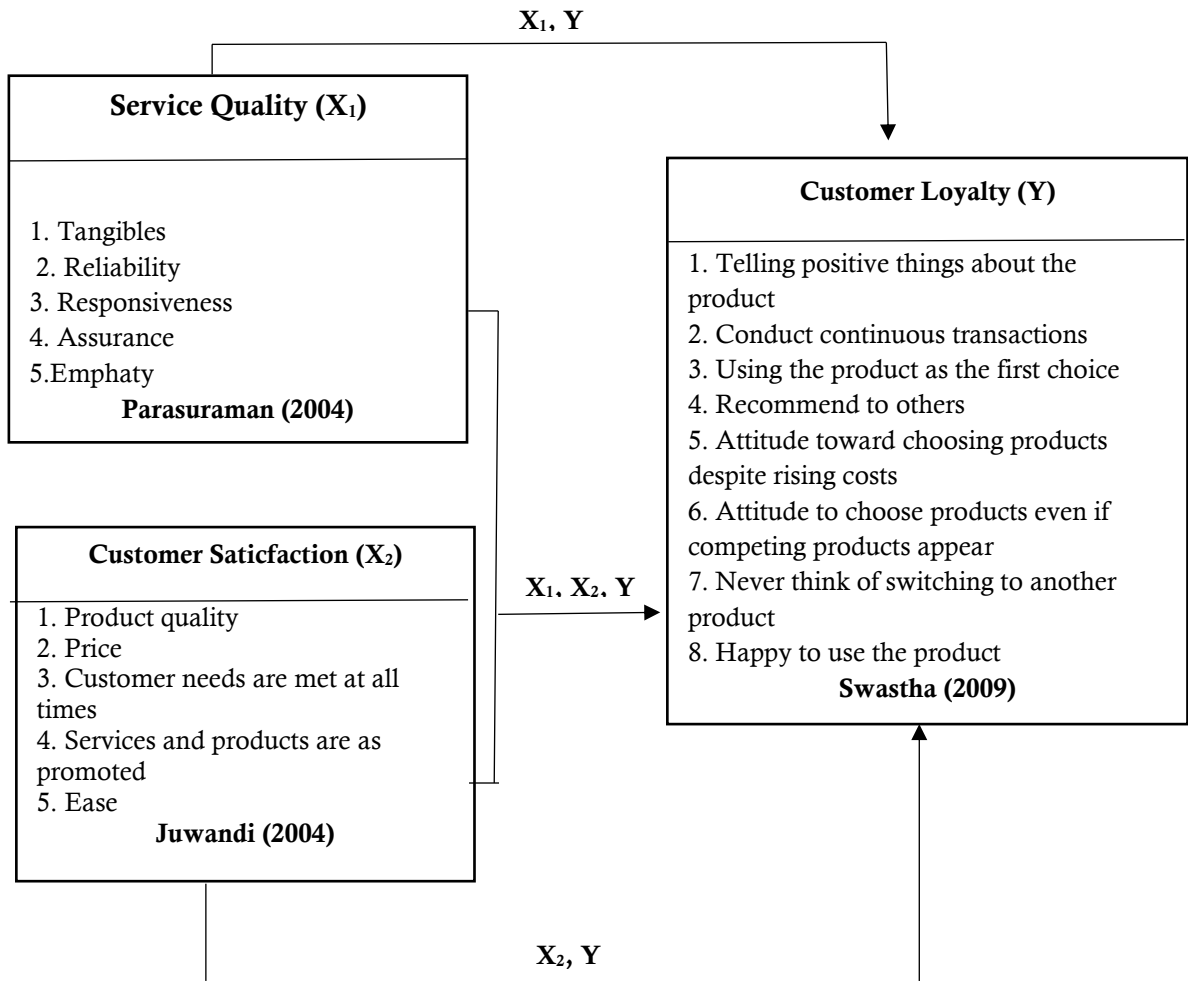 X₁, Y
Service Quality (X₁)
1. Tangibles
2. Reliability
3. Responsiveness
4. Assurance
5.Emphaty
Parasuraman (2004)
Customer Saticfaction (X₂)
1. Product quality
2. Price
3. Customer needs are met at all
times
4. Services and products are as
promoted
5. Ease
Juwandi (2004)
X₁, X₂, Y
Customer Loyalty (Y)
1. Telling positive things about the
product
2. Conduct continuous transactions
3. Using the product as the first choice
4. Recommend to others
5. Attitude toward choosing products
despite rising costs
6. Attitude to choose products even if
competing products appear
7. Never think of switching to another
product
8. Happy to use the product
Swastha (2009)
X₂, Y